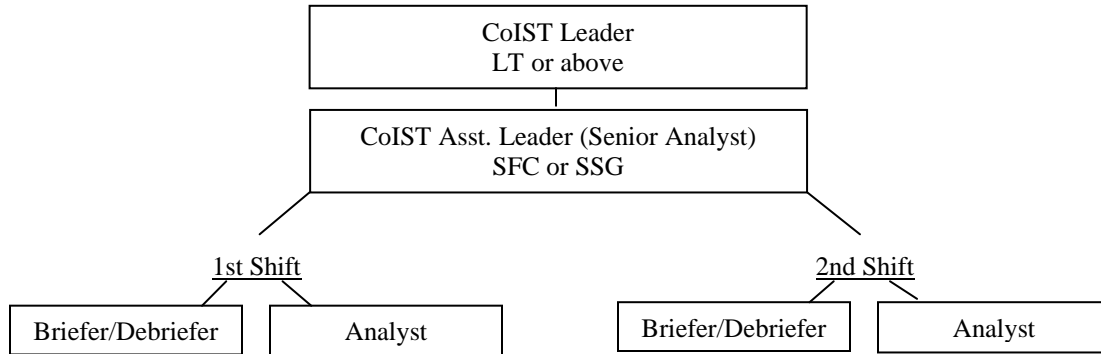 CoIST Leader
LT or above
CoIST Asst. Leader (Senior Analyst)
SFC or SSG
1st Shift
2nd Shift
Briefer/Debriefer
Analyst
Briefer/Debriefer
Analyst